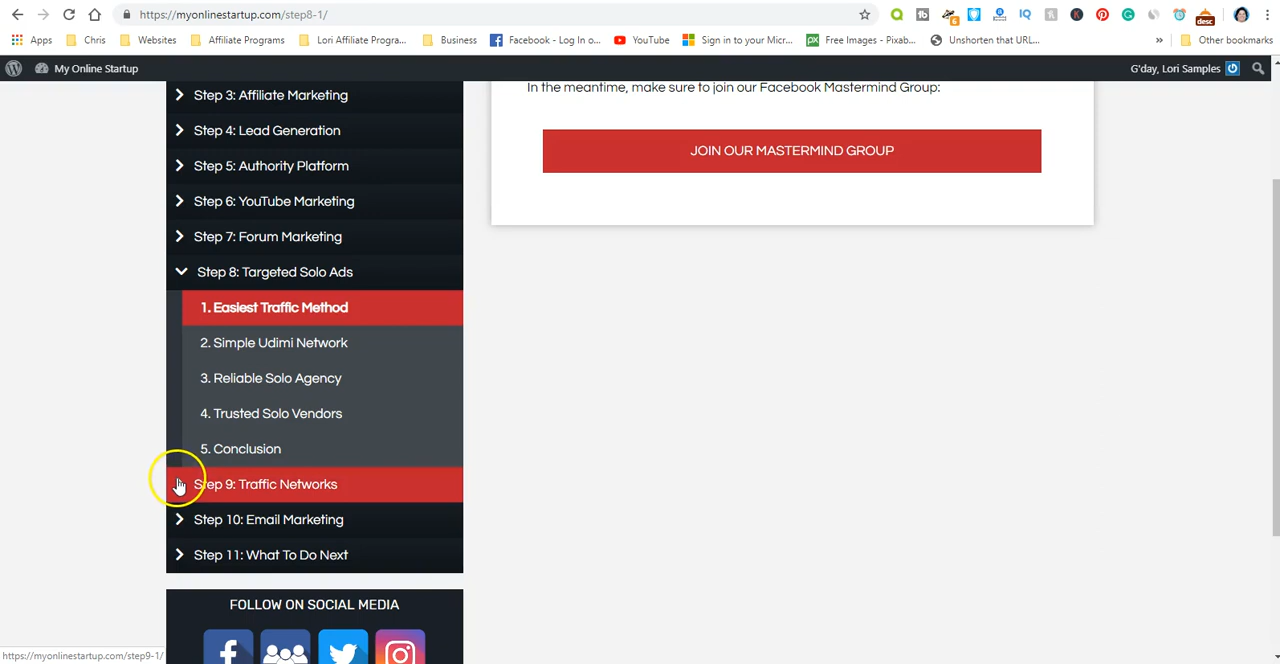 https://myonlinestartup.com/step8-1/
Apps Chris Websites Affiliate Programs Lori Affiliate Progra... Business Facebook - Log In o... YouTube Sign in to your Micr... Free Images - Pixab... Unshorten that URL... » Other bookmarks
My Online Startup G'day, Lori Samples
Step 3: Affiliate Marketing
Step 4: Lead Generation
Step 5: Authority Platform
Step 6: YouTube Marketing
Step 7: Forum Marketing
Step 8: Targeted Solo Ads
1. Easiest Traffic Method
2. Simple Udimi Network
3. Reliable Solo Agency
4. Trusted Solo Vendors
5. Conclusion
Step 9: Traffic Networks
Step 10: Email Marketing
Step 11: What To Do Next
FOLLOW ON SOCIAL MEDIA
In the meantime, make sure to join our Facebook Mastermind Group:
JOIN OUR MASTERMIND GROUP
https://myonlinestartup.com/step9-1/